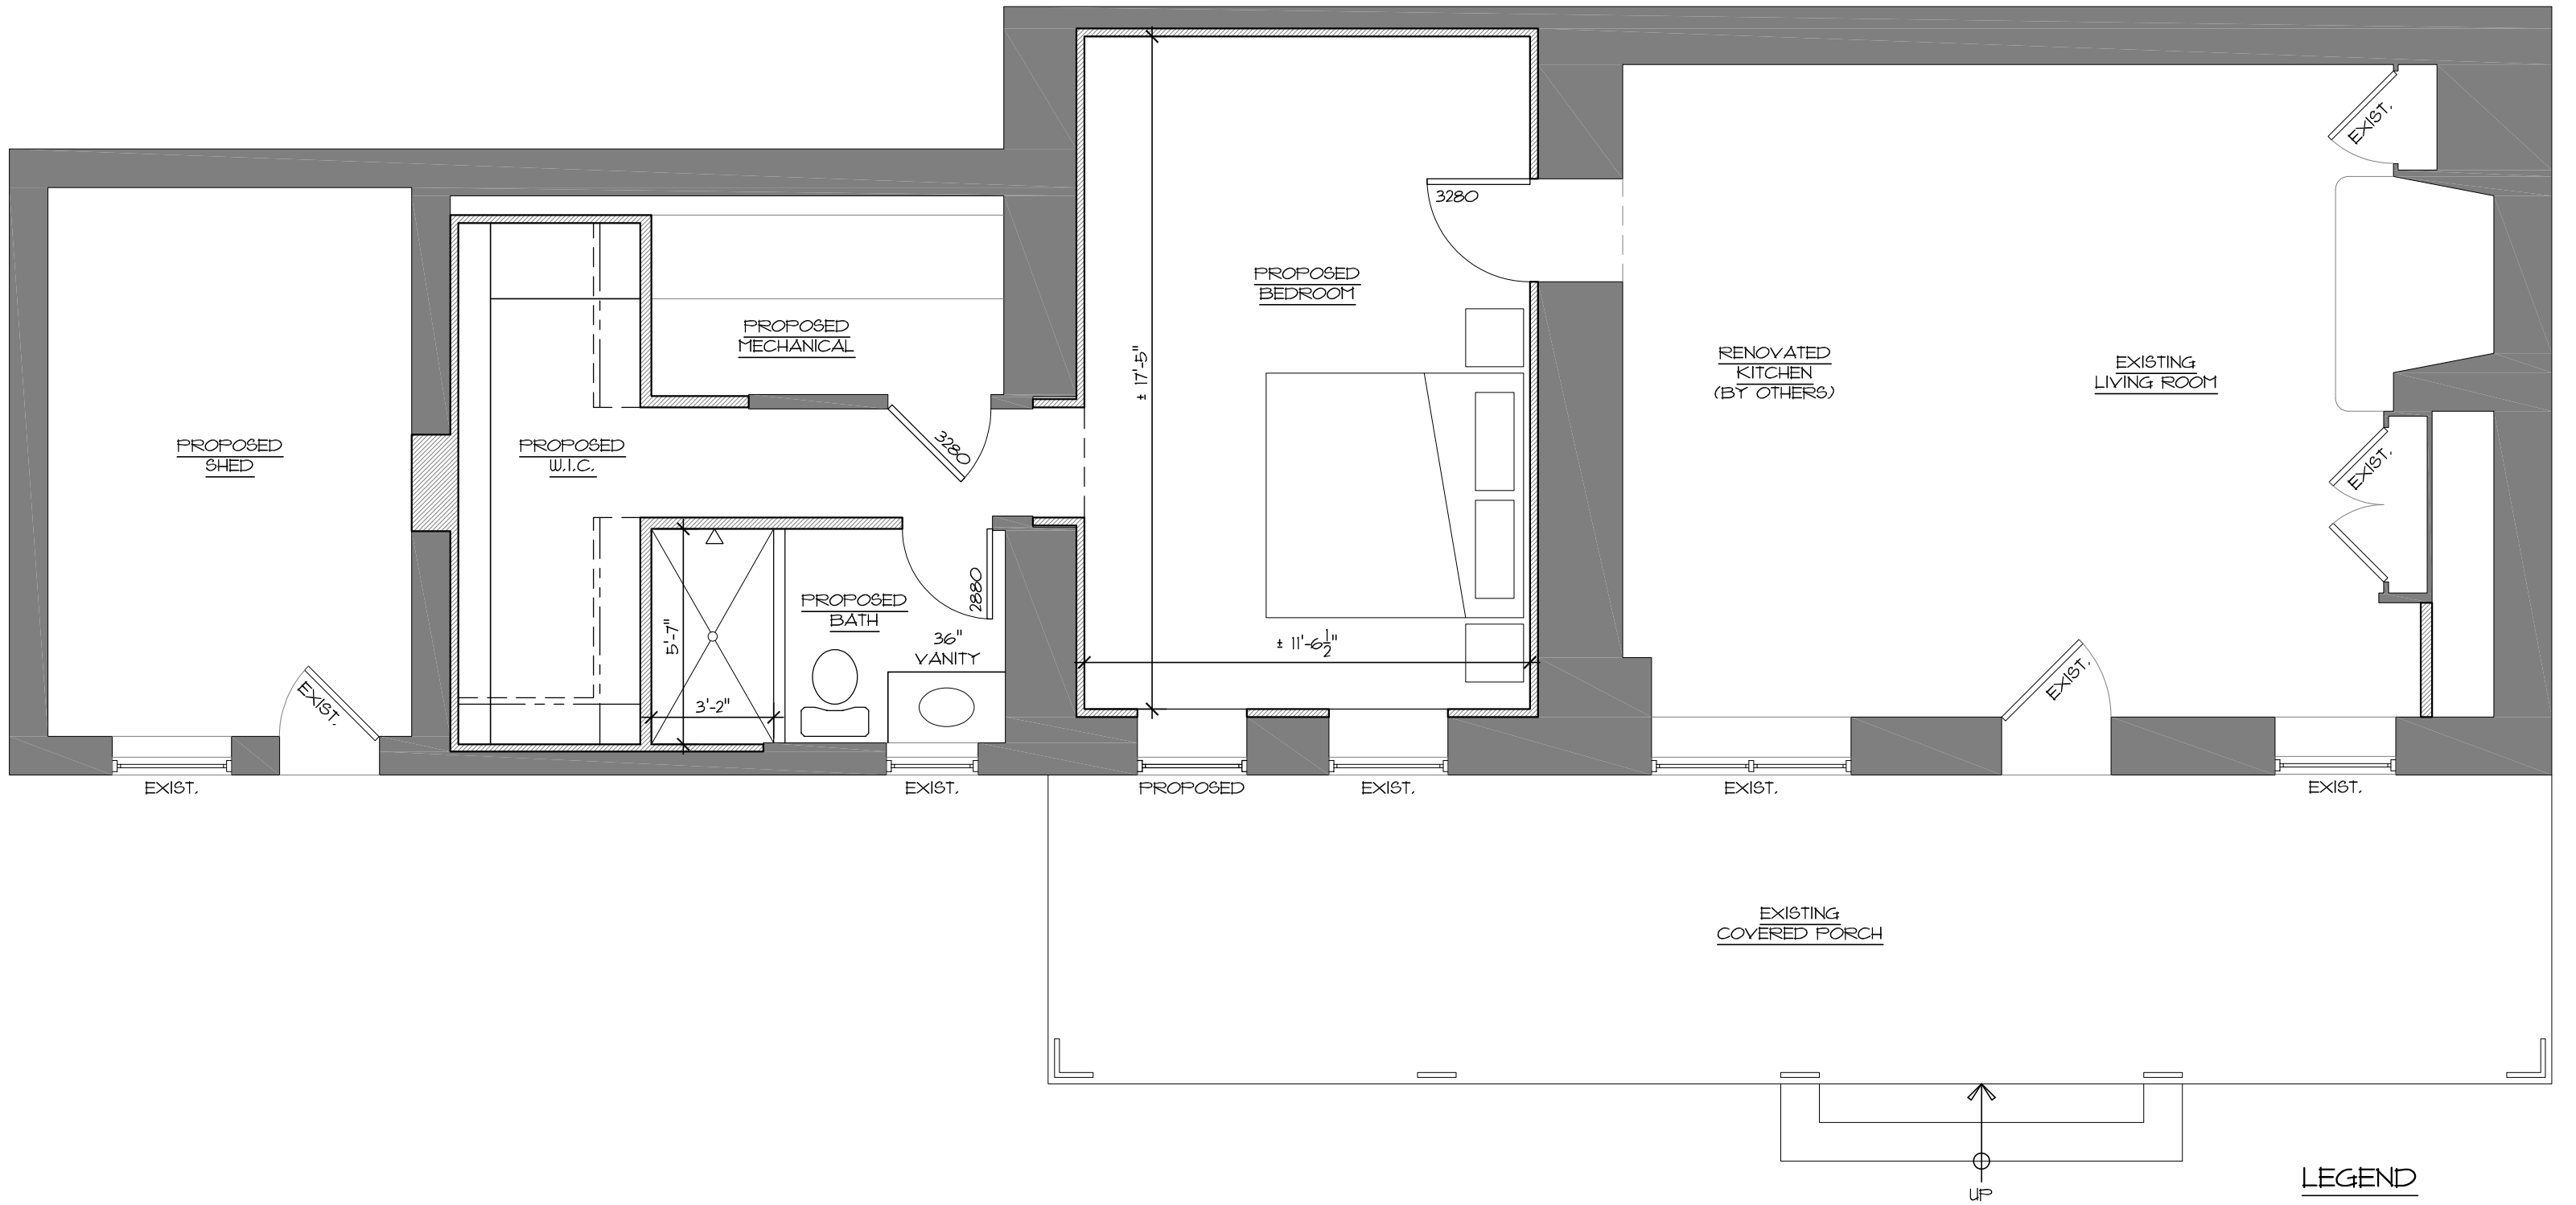 EXIST.
3280
PROPOSED
BEDROOM
PROPOSED
MECHANICAL
± 17'-5"
RENOVATED
KITCHEN
(BY OTHERS)
EXISTING
LIVING ROOM
PROPOSED
SHED
PROPOSED
W.I.C.
3280
EXIST.
PROPOSED
BATH
2880
5'-7"
36"
VANITY
± 11'-6 1/2"
EXIST.
EXIST.
3'-2"
EXIST.
EXIST.
PROPOSED
EXIST.
EXIST.
EXIST.
EXISTING
COVERED PORCH
UP
LEGEND